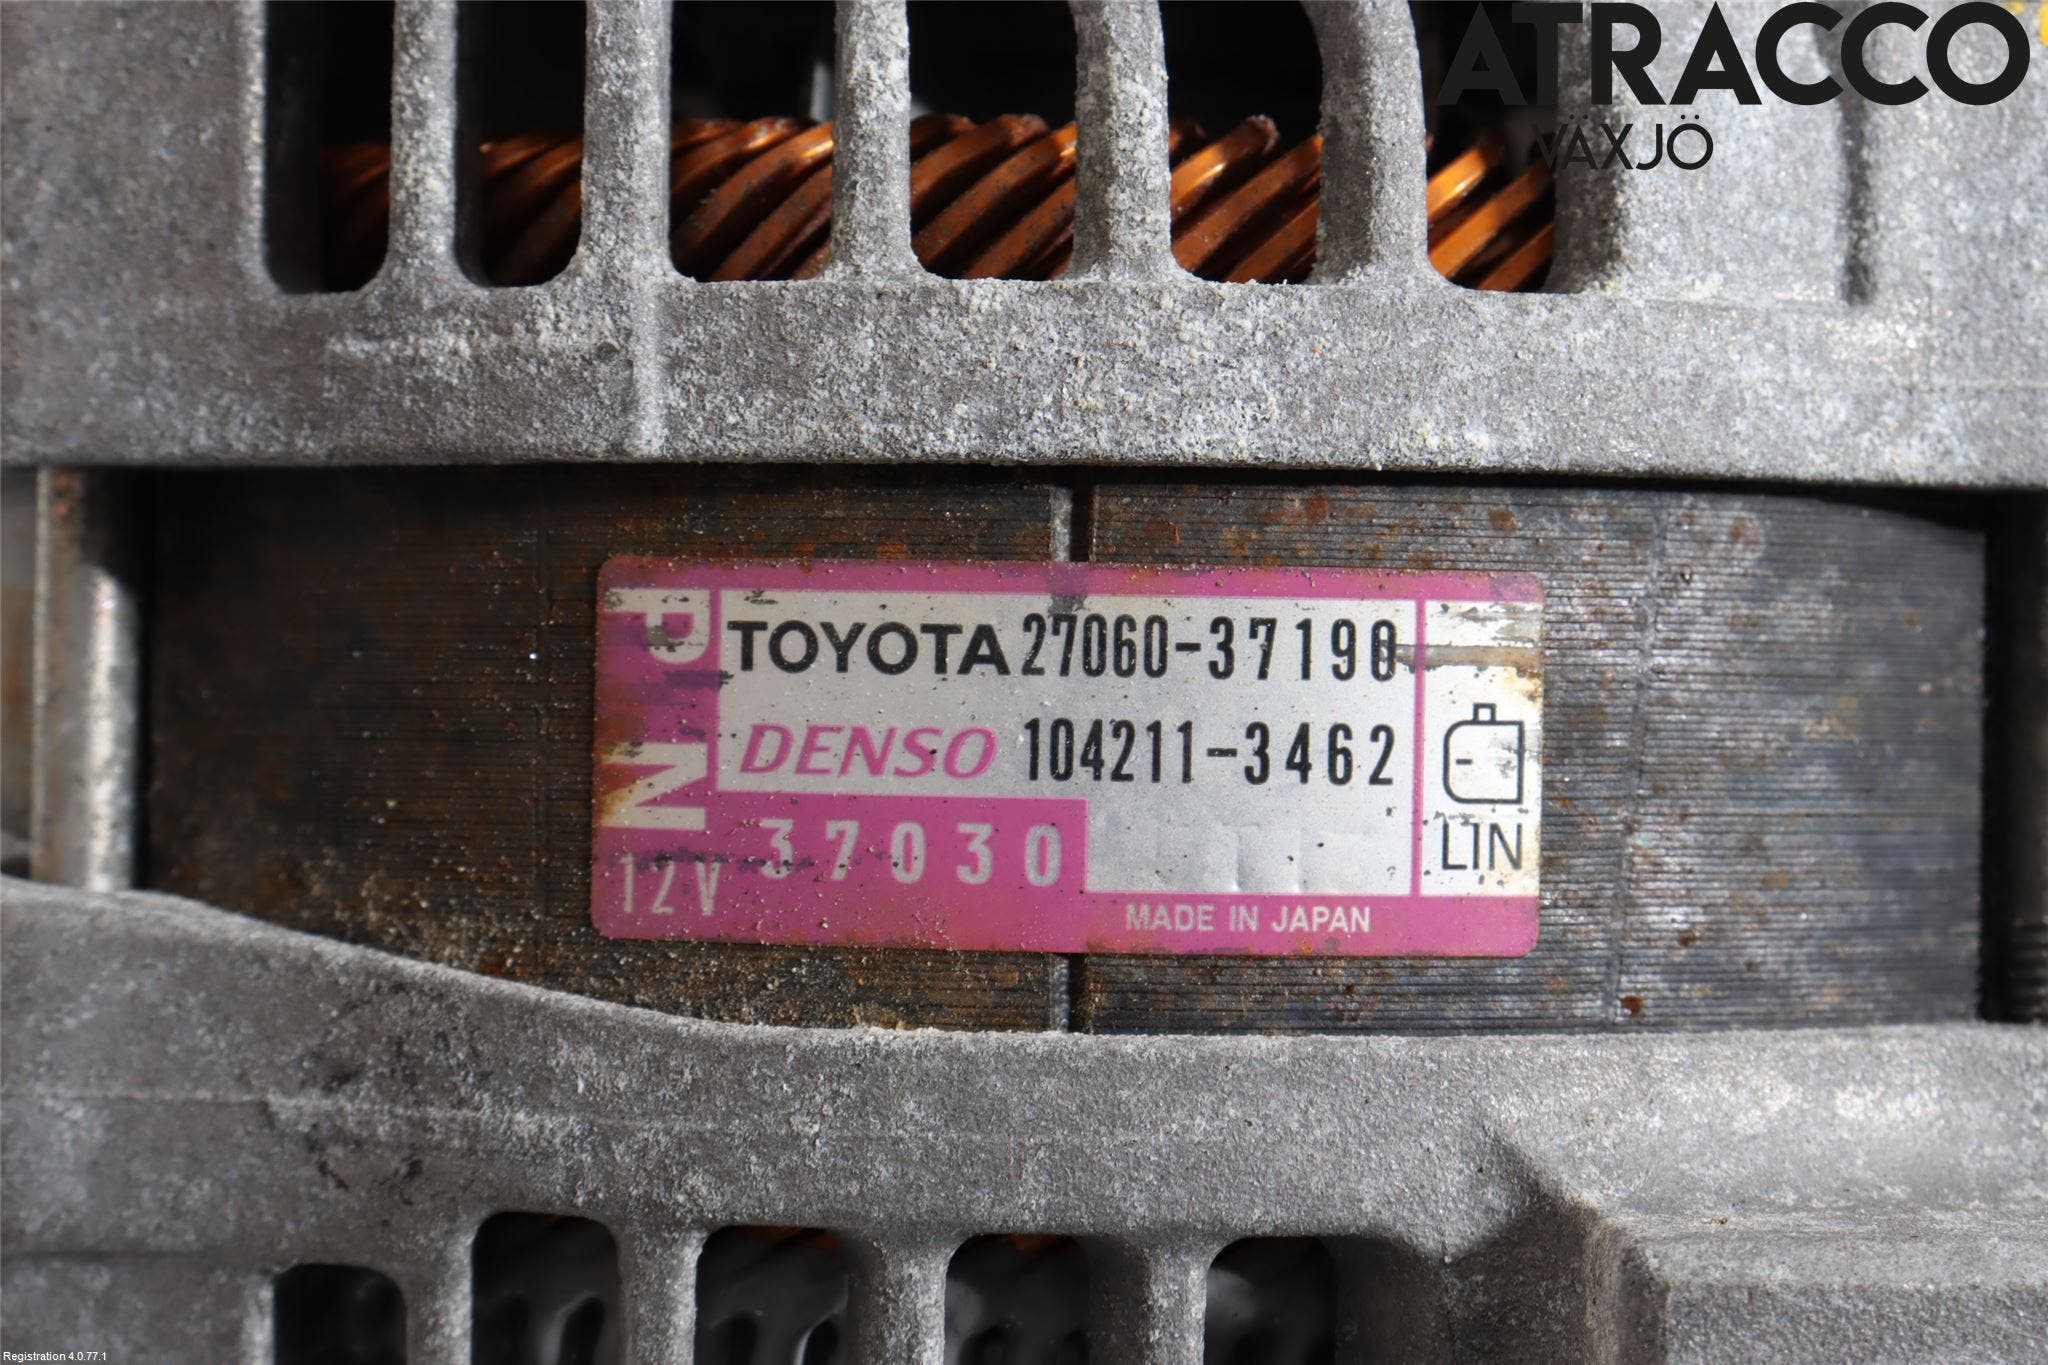 ATRACCO
VÄXJÖ
NP
TOYOTA 27060-37190
DENSO 104211-3462
37030
12V
LIN
MADE IN JAPAN
Registration 4.0.77.1